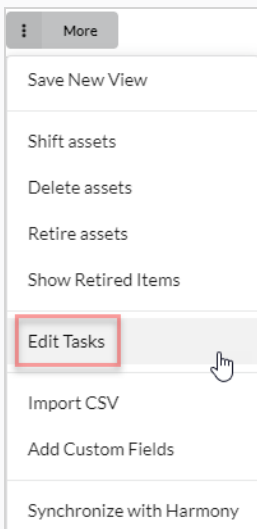 More
Save New View
Shift assets
Delete assets
Retire assets
Show Retired Items
Edit Tasks
Import CSV
Add Custom Fields
Synchronize with Harmony